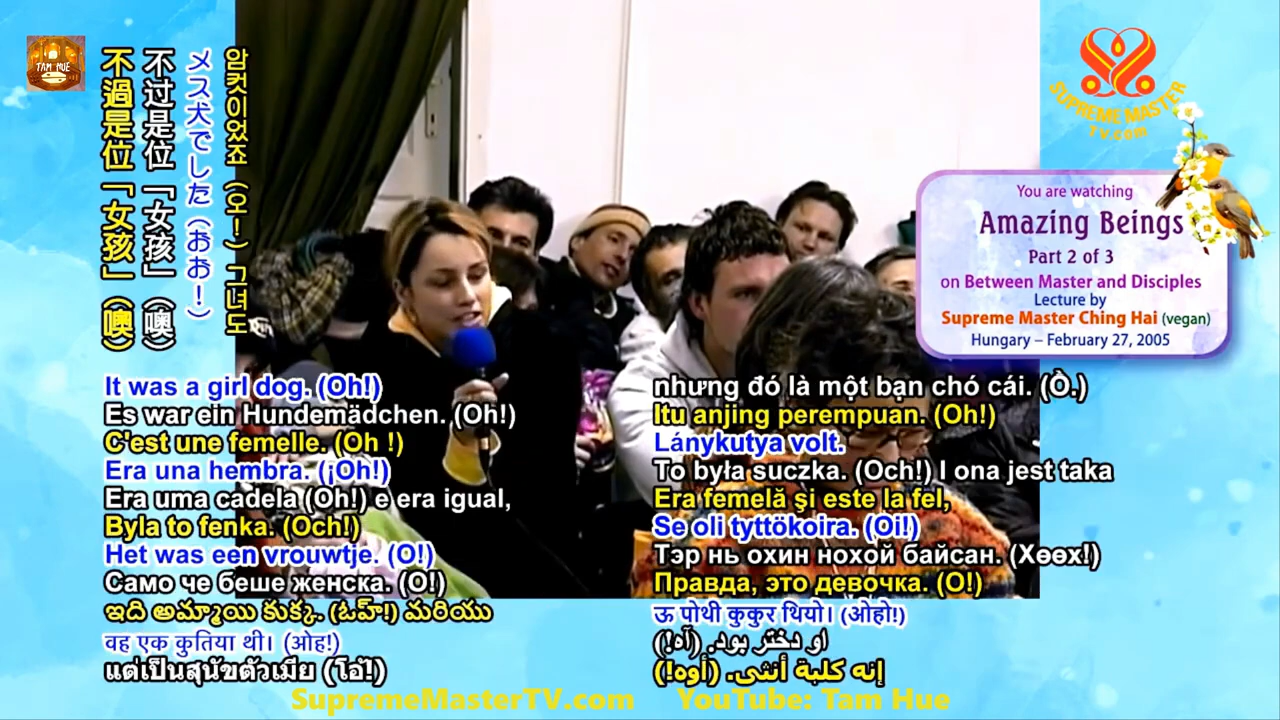 TAM HUE
不過是位「女孩」（噢）
不过是位「女孩」（噢）
メス犬でした（おお！）
암컷이었죠 (오!) 그녀도
SUPREME MASTER
TV.com
You are watching
Amazing Beings
Part 2 of 3
on Between Master and Disciples
Lecture by
Supreme Master Ching Hai (vegan)
Hungary – February 27, 2005
It was a girl dog. (Oh!)
Es war ein Hundemädchen. (Oh!)
C'est une femelle. (Oh !)
Era una hembra. (¡Oh!)
Era uma cadela (Oh!) e era igual,
Byla to fenka. (Och!)
Het was een vrouwtje. (O!)
Само че беше женска. (О!)
ఇది అమ్మాయి కుక్క. (ఓహ్!) మరియు
वह एक कुतिया थी। (ओह!)
แต่เป็นสุนัขตัวเมีย (โอ้!)
nhưng đó là một bạn chó cái. (Ồ.)
Itu anjing perempuan. (Oh!)
Lánykutya volt.
To była suczka. (Och!) I ona jest taka
Era femelă şi este la fel,
Se oli tyttökoira. (Oi!)
Тэр нь охин нохой байсан. (Хөөх!)
Правда, это девочка. (О!)
ऊ पोथी कुकुर थियो। (ओहो!)
او دختر بود. (آه!)
إنه كلبة أنثى. (أوه!)
SupremeMasterTV.com
YouTube: Tam Hue